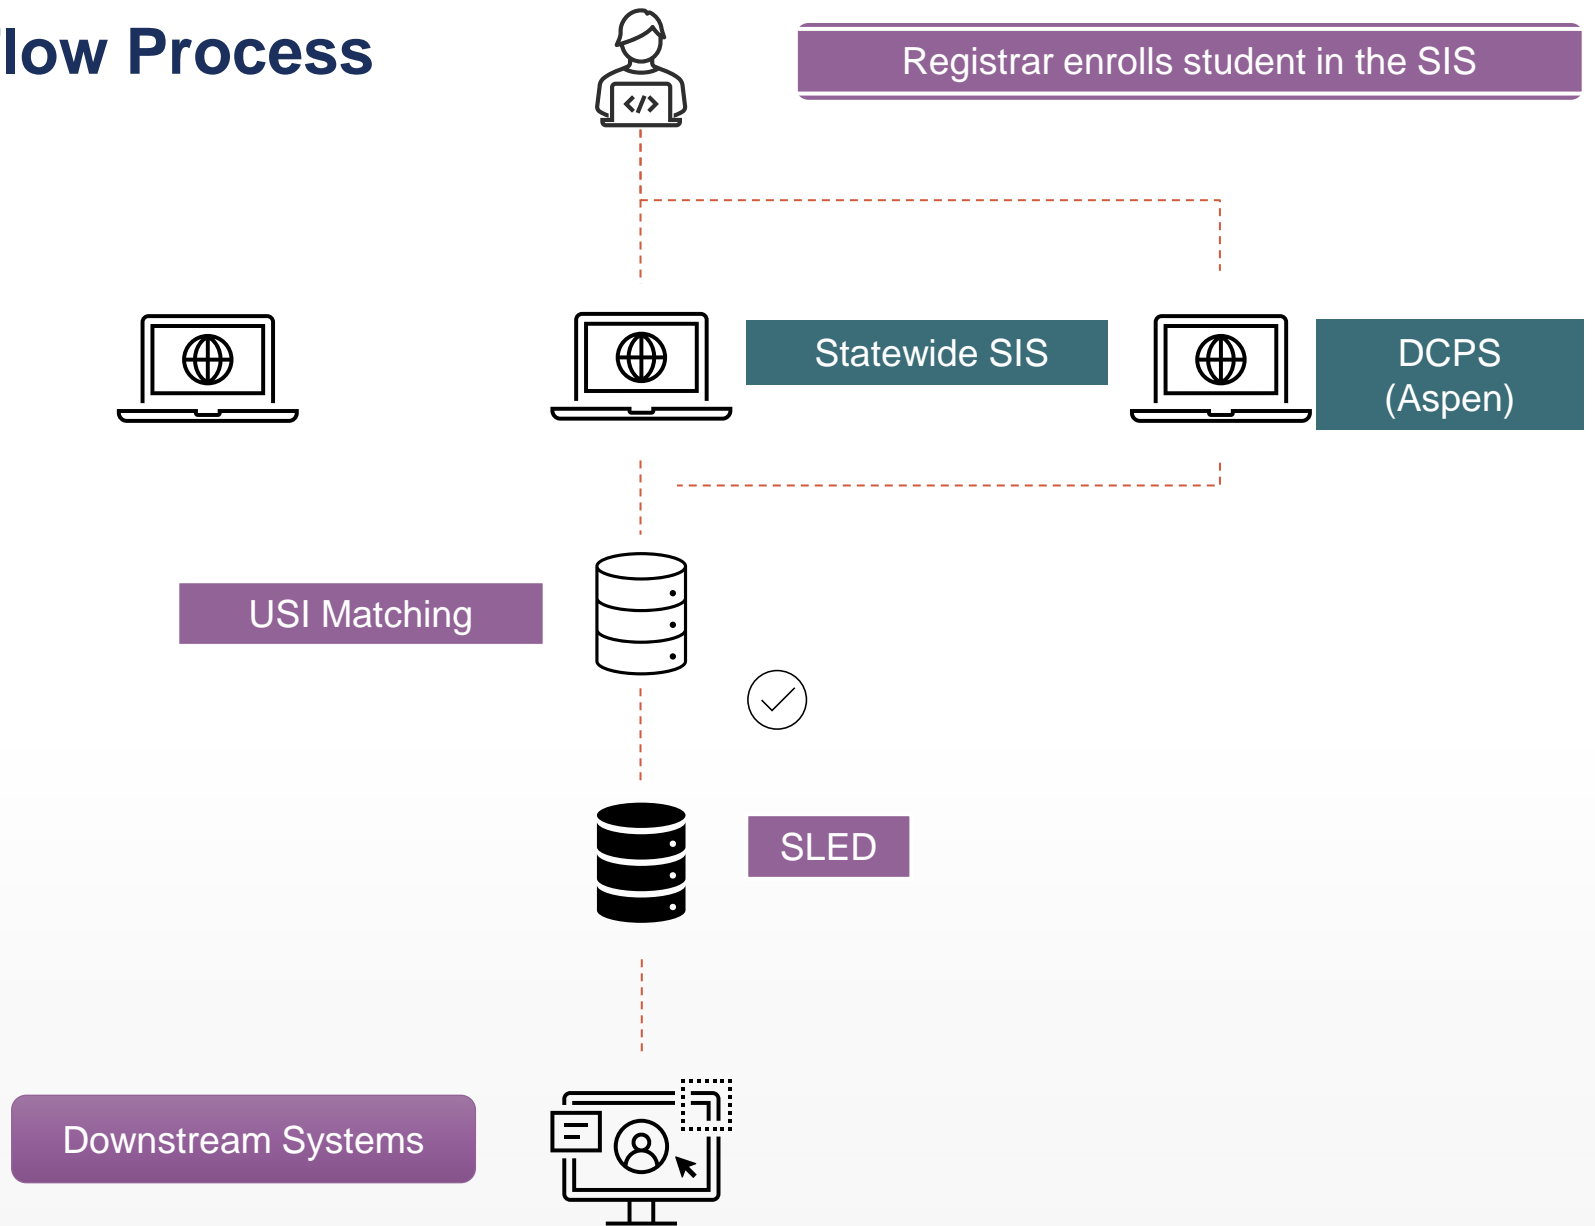 low Process
Registrar enrolls student in the SIS
</>
Statewide SIS
DCPS
(Aspen)
USI Matching
SLED
Downstream Systems